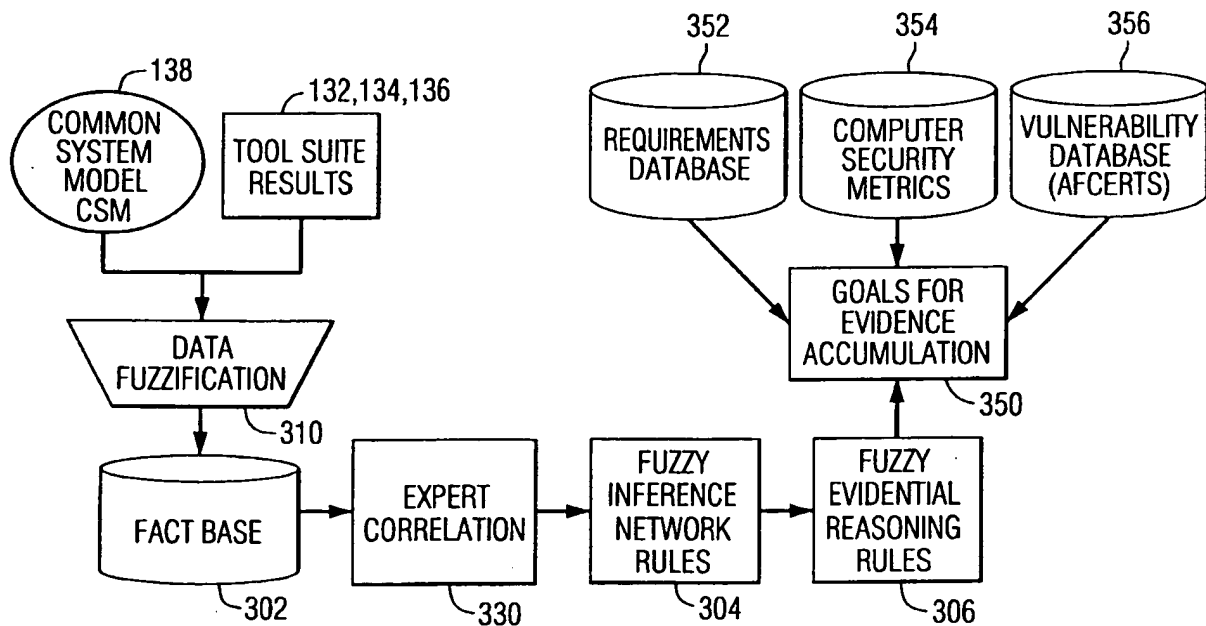 138
COMMON
SYSTEM
MODEL
CSM
132,134,136
TOOL SUITE
RESULTS
352
REQUIREMENTS
DATABASE
354
COMPUTER
SECURITY
METRICS
356
VULNERABILITY
DATABASE
(AFCERTS)
DATA
FUZZIFICATION
310
GOALS FOR
EVIDENCE
ACCUMULATION
350
FACT BASE
302
EXPERT
CORRELATION
330
FUZZY
INFERENCE
NETWORK
RULES
304
FUZZY
EVIDENTIAL
REASONING
RULES
306